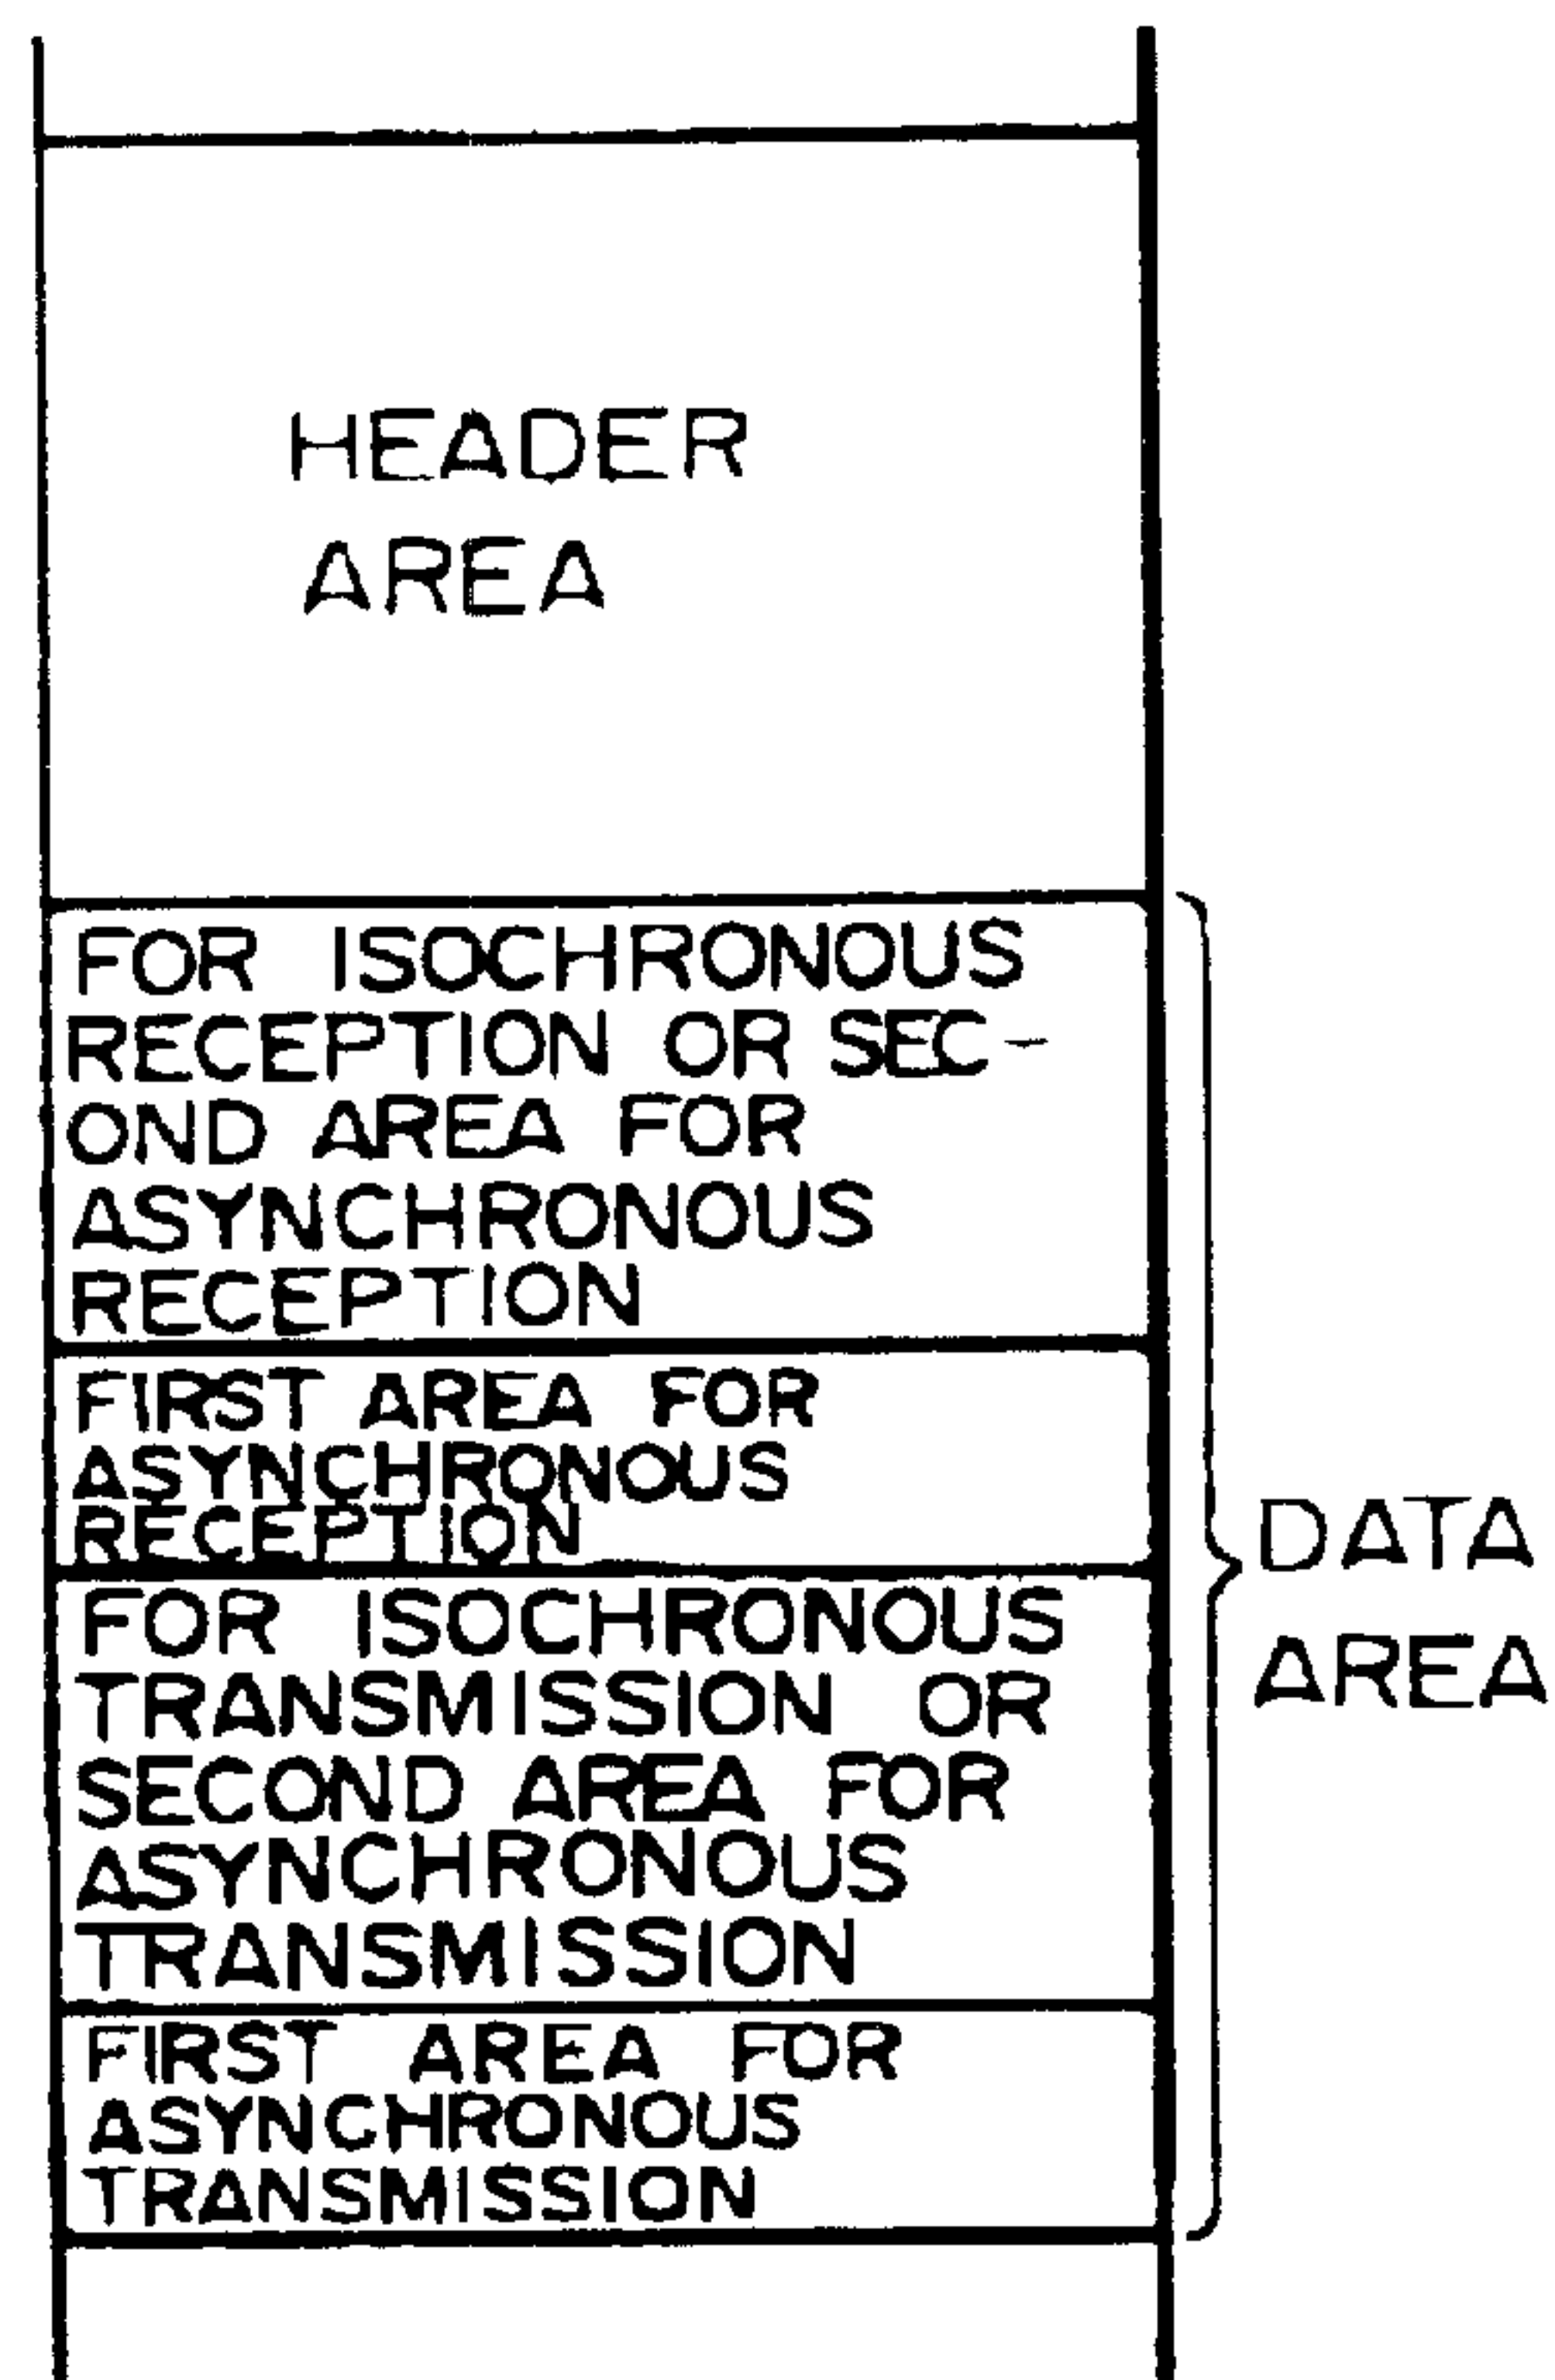 HEADER
AREA
FOR ISOCHRONOUS
RECEPTION OR SEC-
OND AREA FOR
ASYNCHRONOUS
RECEPTION
FIRST AREA FOR
ASYNCHRONOUS
RECEPTION
FOR ISOCHRONOUS
TRANSMISSION OR
SECOND AREA FOR
ASYNCHRONOUS
TRANSMISSION
FIRST AREA FOR
ASYNCHRONOUS
TRANSMISSION
DATA
AREA